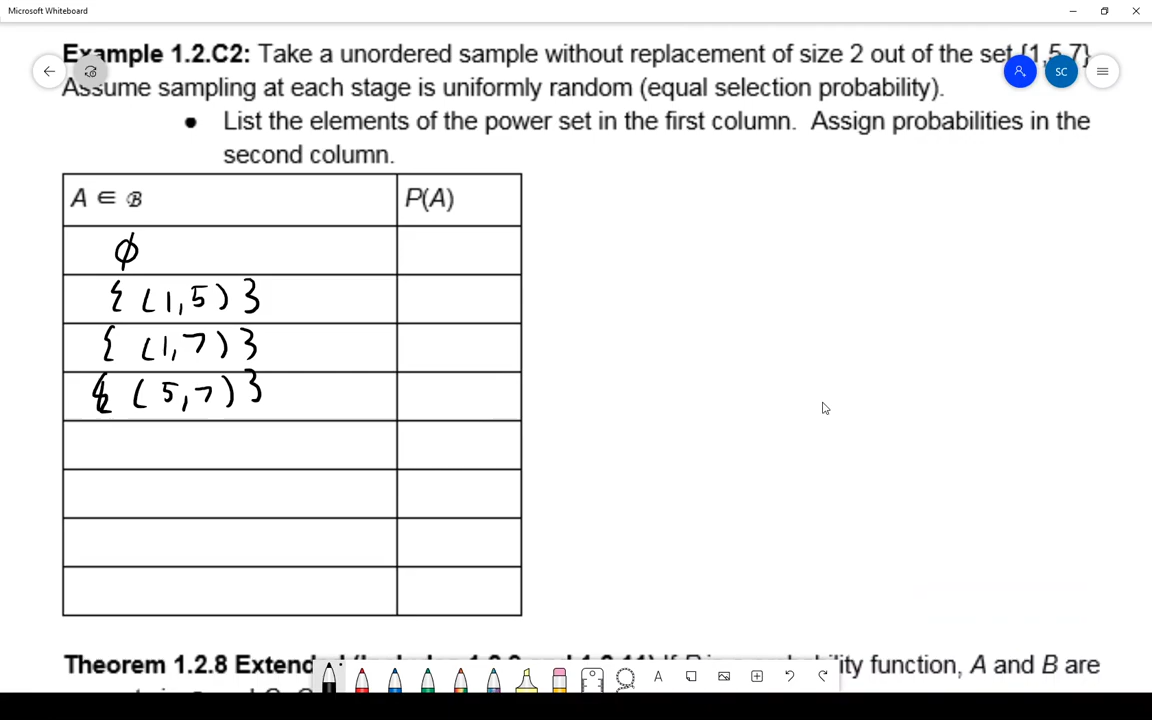 Microsoft Whiteboard
Example 1.2.C2: Take a unordered sample without replacement of size 2 out of the set {1,5,7}
Assume sampling at each stage is uniformly random (equal selection probability).
SC
● List the elements of the power set in the first column. Assign probabilities in the
second column.
A ∈ ℬ P(A)
ϕ
{ (1,5) }
{ (1,7) }
{ (5,7) }
Theorem 1.2.8 Extended function, A and B are